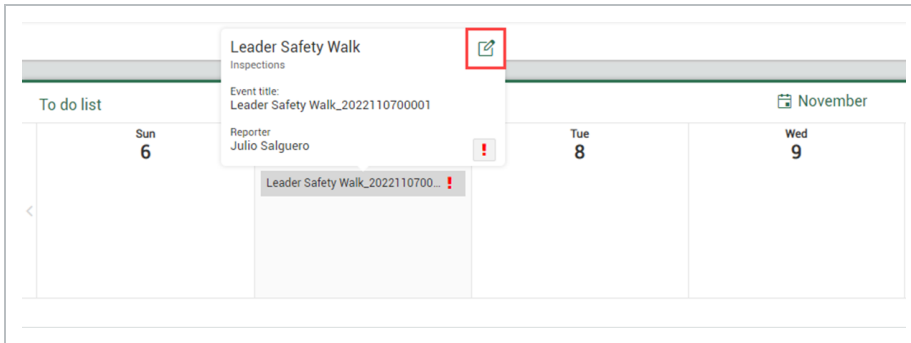 Leader Safety Walk
Inspections
Event title:
Leader Safety Walk_2022110700001
Reporter
Julio Salguero
To do list
November
Sun
6
Tue
8
Wed
9
Leader Safety Walk_2022110700...